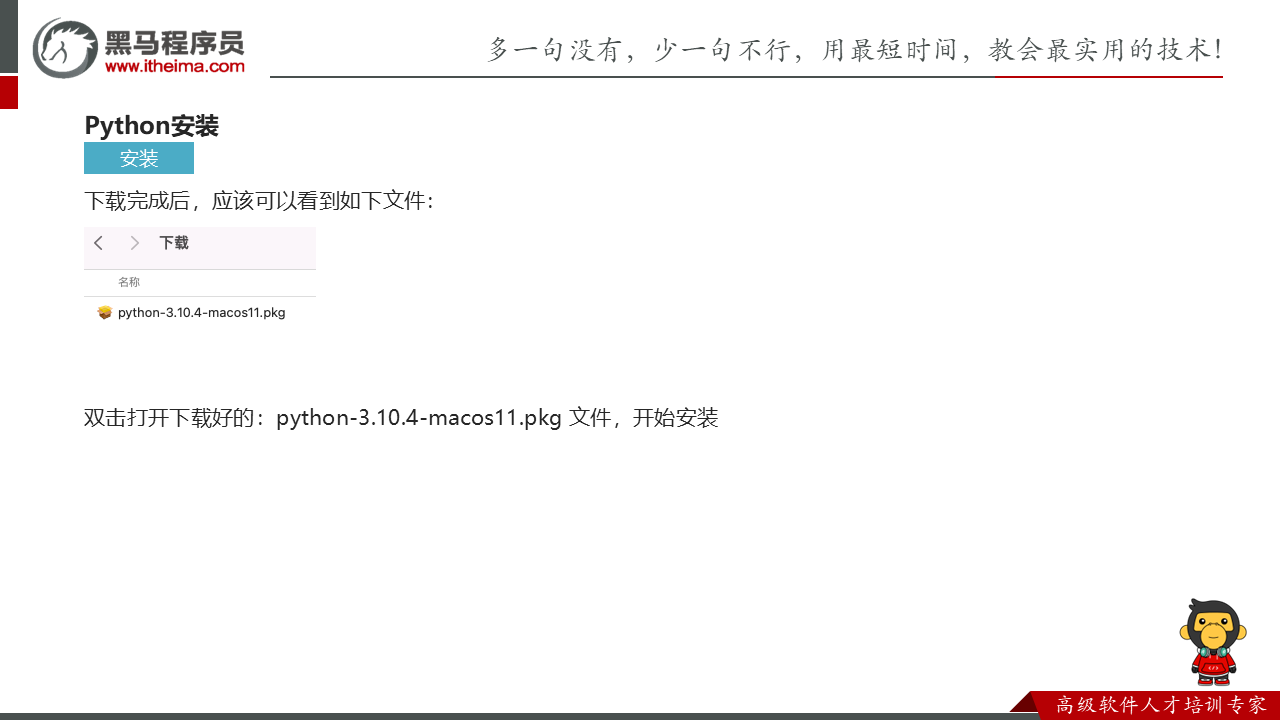 黑马程序员
www.itheima.com
多一句没有，少一句不行，用最短时间，教会最实用的技术！
Python安装
安装
下载完成后，应该可以看到如下文件：
下载
名称
python-3.10.4-macos11.pkg
双击打开下载好的：python-3.10.4-macos11.pkg 文件，开始安装
高级软件人才培训专家